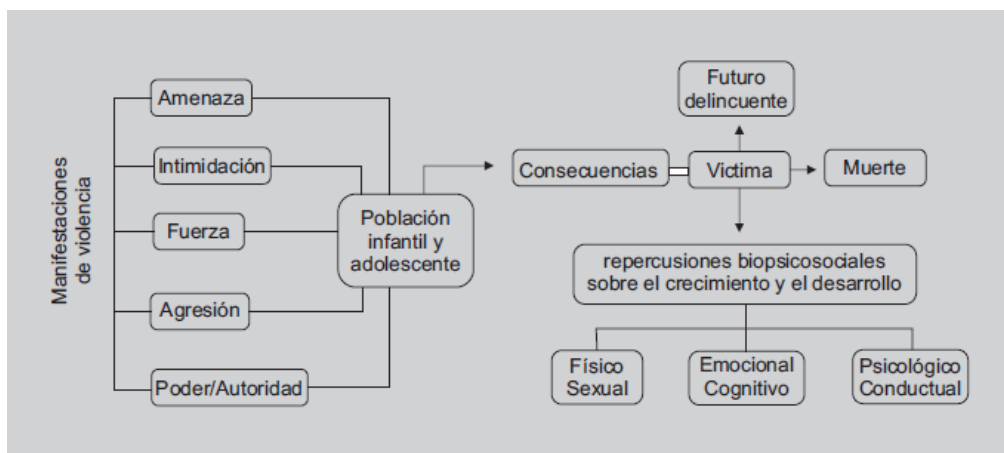 Manifestaciones
de violencia
Amenaza
Intimidación
Fuerza
Agresión
Poder/Autoridad
Población
infantil y
adolescente
Consecuencias
Victima
Futuro
delincuente
Muerte
repercusiones biopsicosociales
sobre el crecimiento y el desarrollo
Físico
Sexual
Emocional
Cognitivo
Psicológico
Conductual